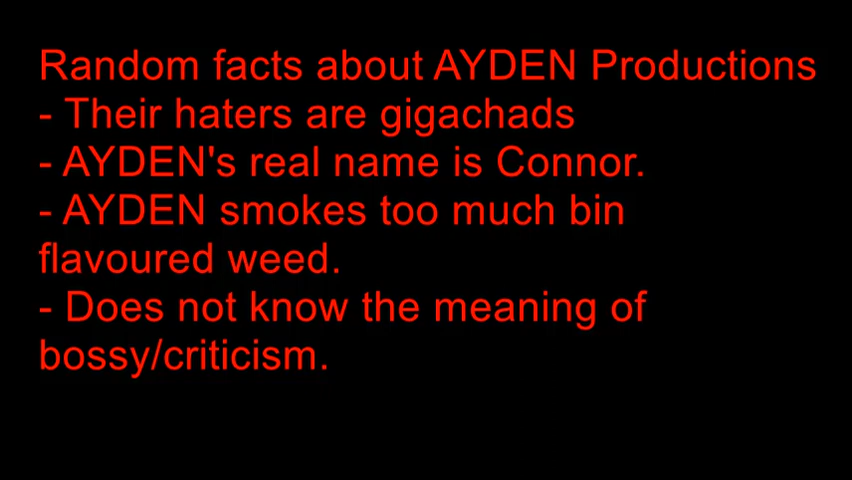 Random facts about AYDEN Productions
- Their haters are gigachads
- AYDEN's real name is Connor.
- AYDEN smokes too much bin
flavoured weed.
- Does not know the meaning of
bossy/criticism.